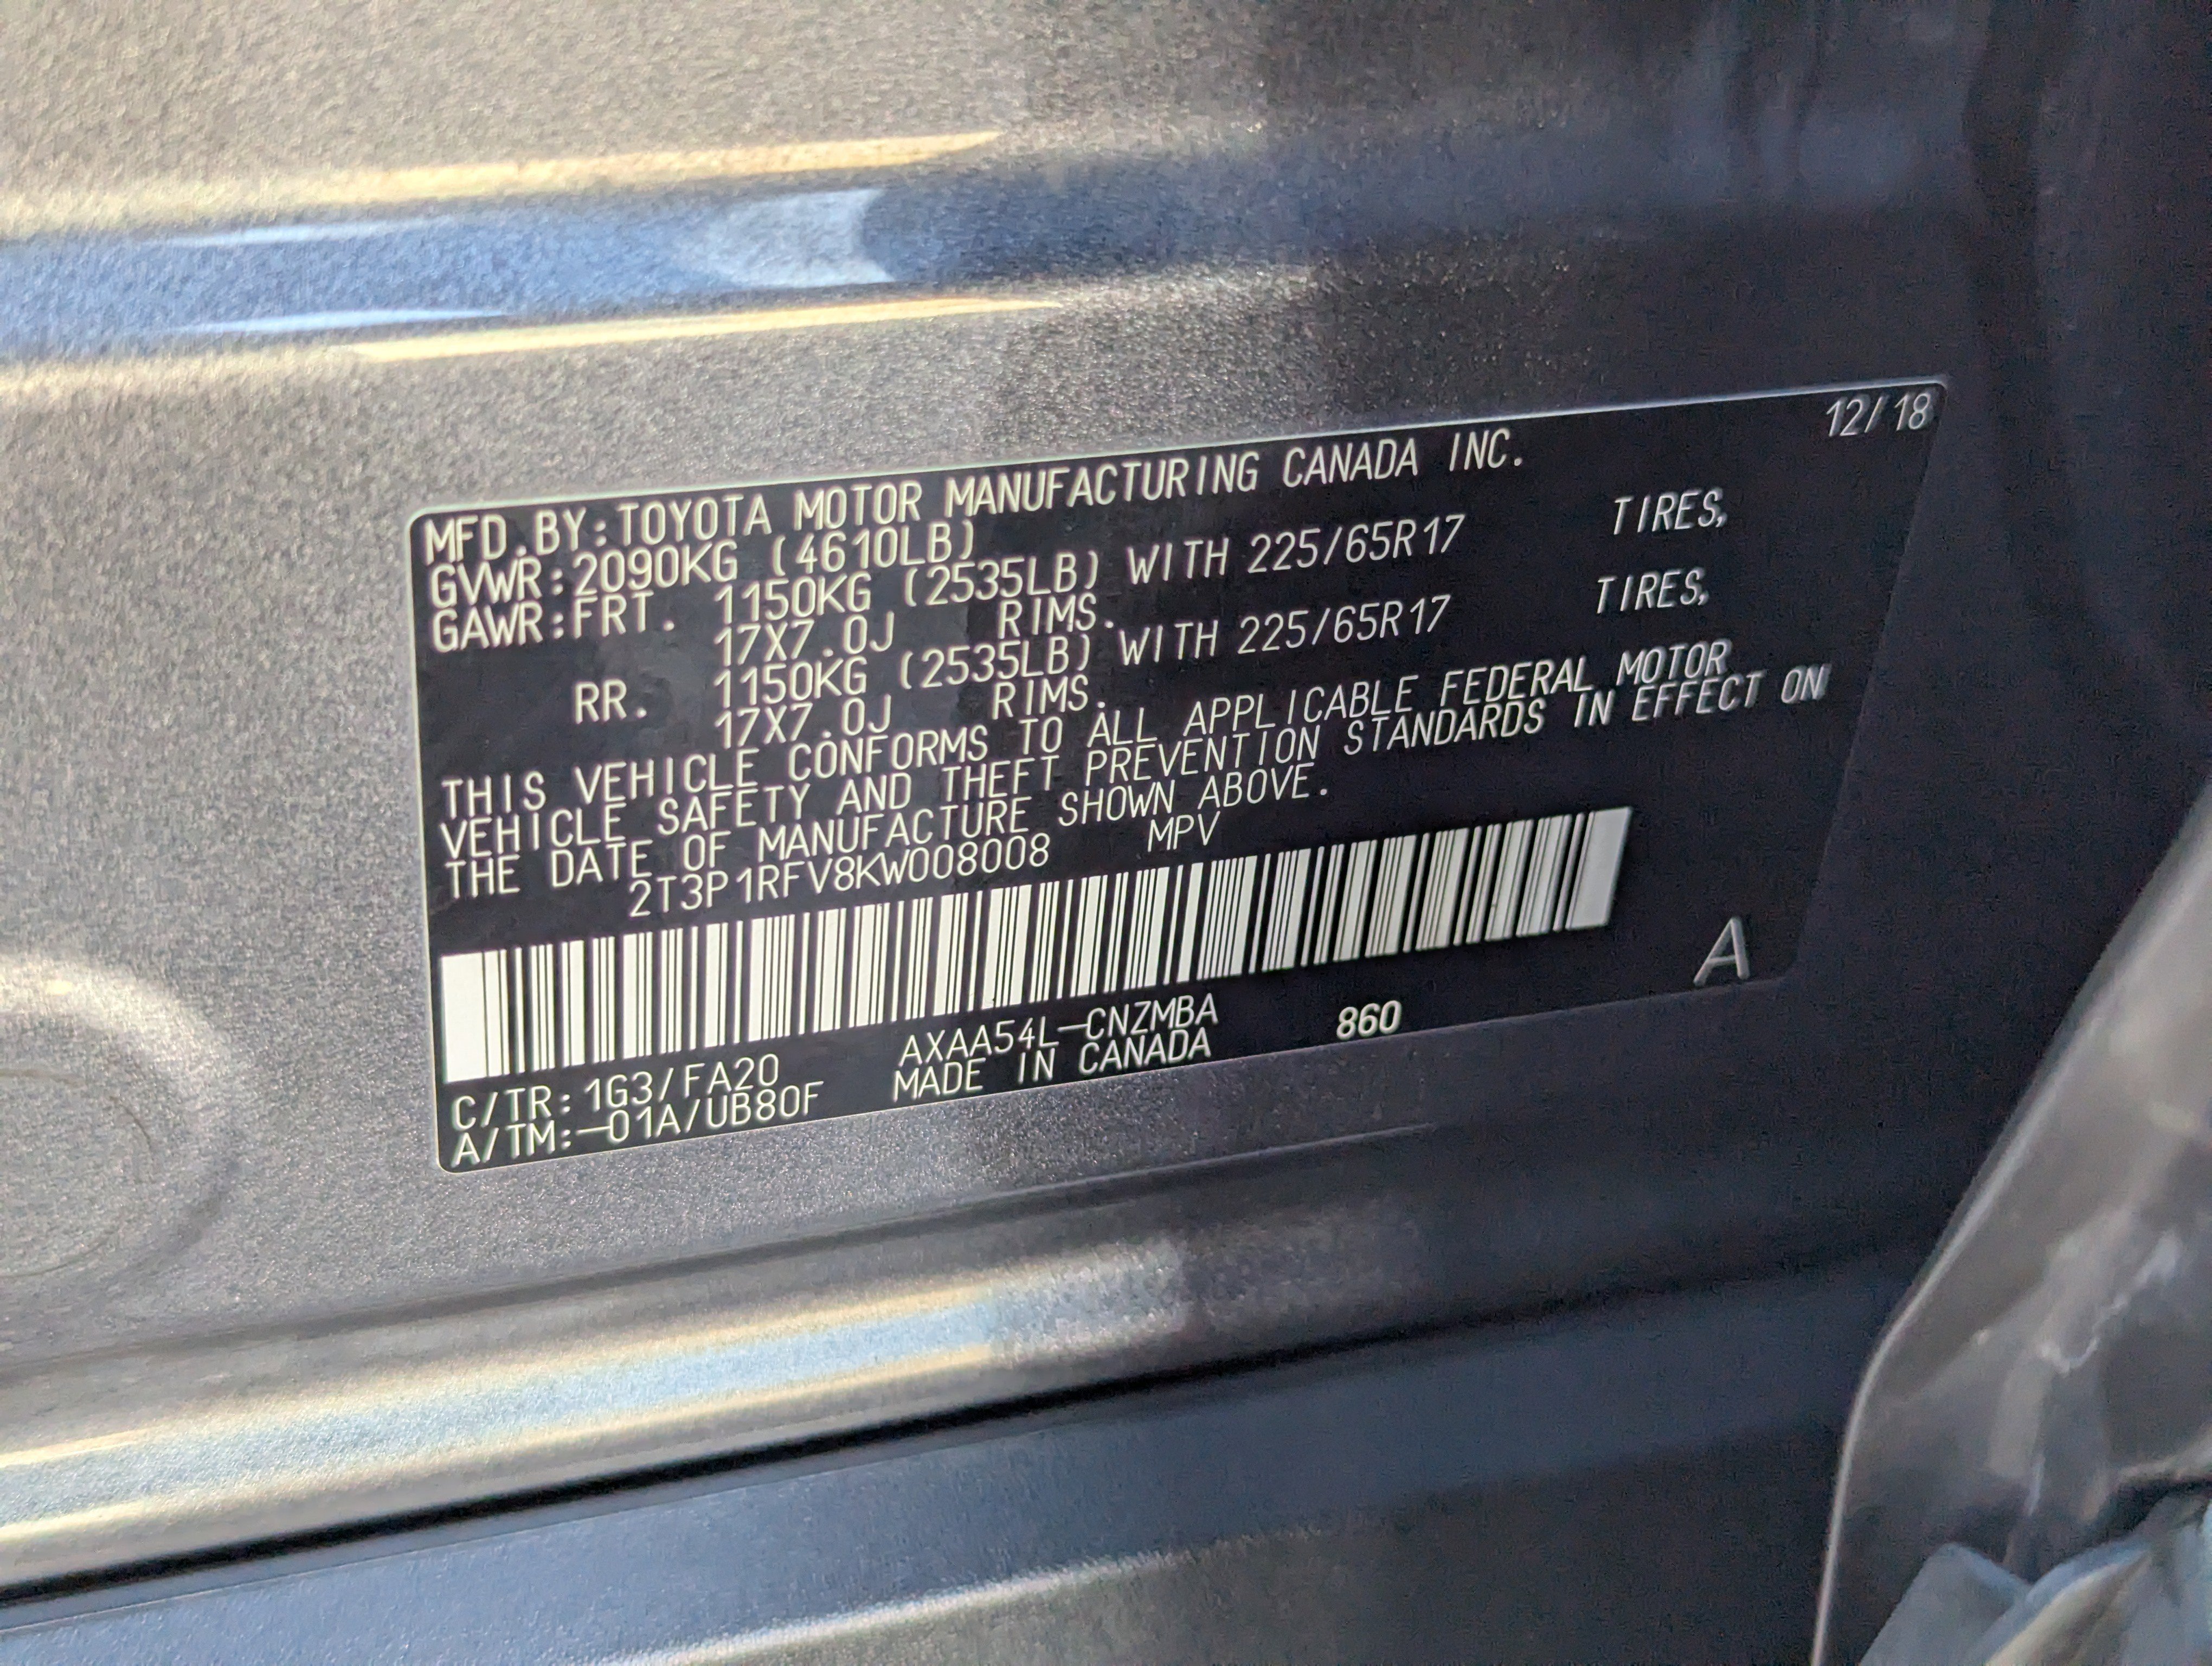 12/18
MFD.BY:TOYOTA MOTOR MANUFACTURING CANADA INC.
GVWR:2090KG (4610LB)
GAWR:FRT. 1150KG (2535LB) WITH 225/65R17 TIRES,
17X7.0J RIMS.
RR. 1150KG (2535LB) WITH 225/65R17 TIRES,
17X7.0J RIMS.
THIS VEHICLE CONFORMS TO ALL APPLICABLE FEDERAL MOTOR
VEHICLE SAFETY AND THEFT PREVENTION STANDARDS IN EFFECT ON
THE DATE OF MANUFACTURE SHOWN ABOVE.
2T3P1RFV8KW008008 MPV
A
C/TR:1G3/FA20 AXAA54L-CNZMBA 860
A/TM:-01A/UB80F MADE IN CANADA